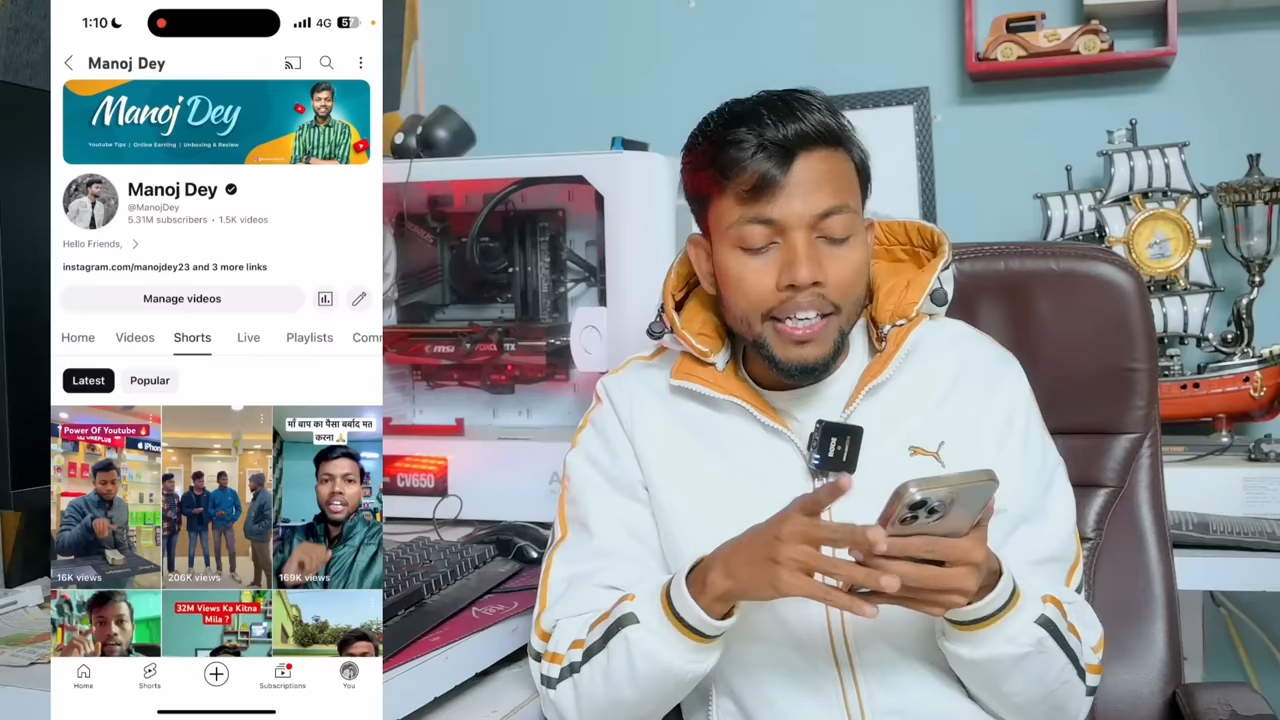 1:10
4G
57
Manoj Dey
Manoj Dey
Youtube Tips | Online Earning | Unboxing & Review
Manoj Dey
@ManojDey
5.31M subscribers • 1.5K videos
Hello Friends,
instagram.com/manojdey23 and 3 more links
Manage videos
Home Videos Shorts Live Playlists Com
Latest Popular
Power Of Youtube 🔥
iPhon
16K views
206K views
माँ बाप का पैसा बर्बाद मत
करना 🙏
169K views
32M Views Ka Kitna
Mila ?
Home
Shorts
Subscriptions
You
msi
CV650
RODE